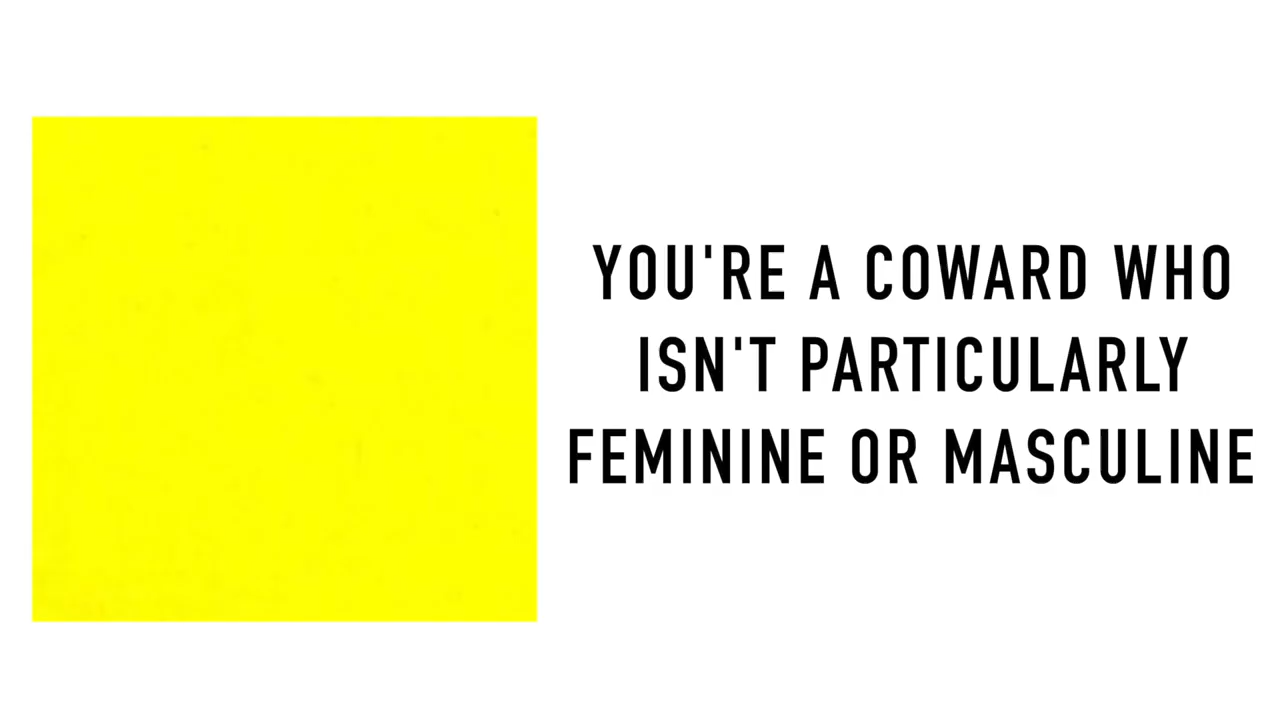 YOU'RE A COWARD WHO
ISN'T PARTICULARLY
FEMININE OR MASCULINE